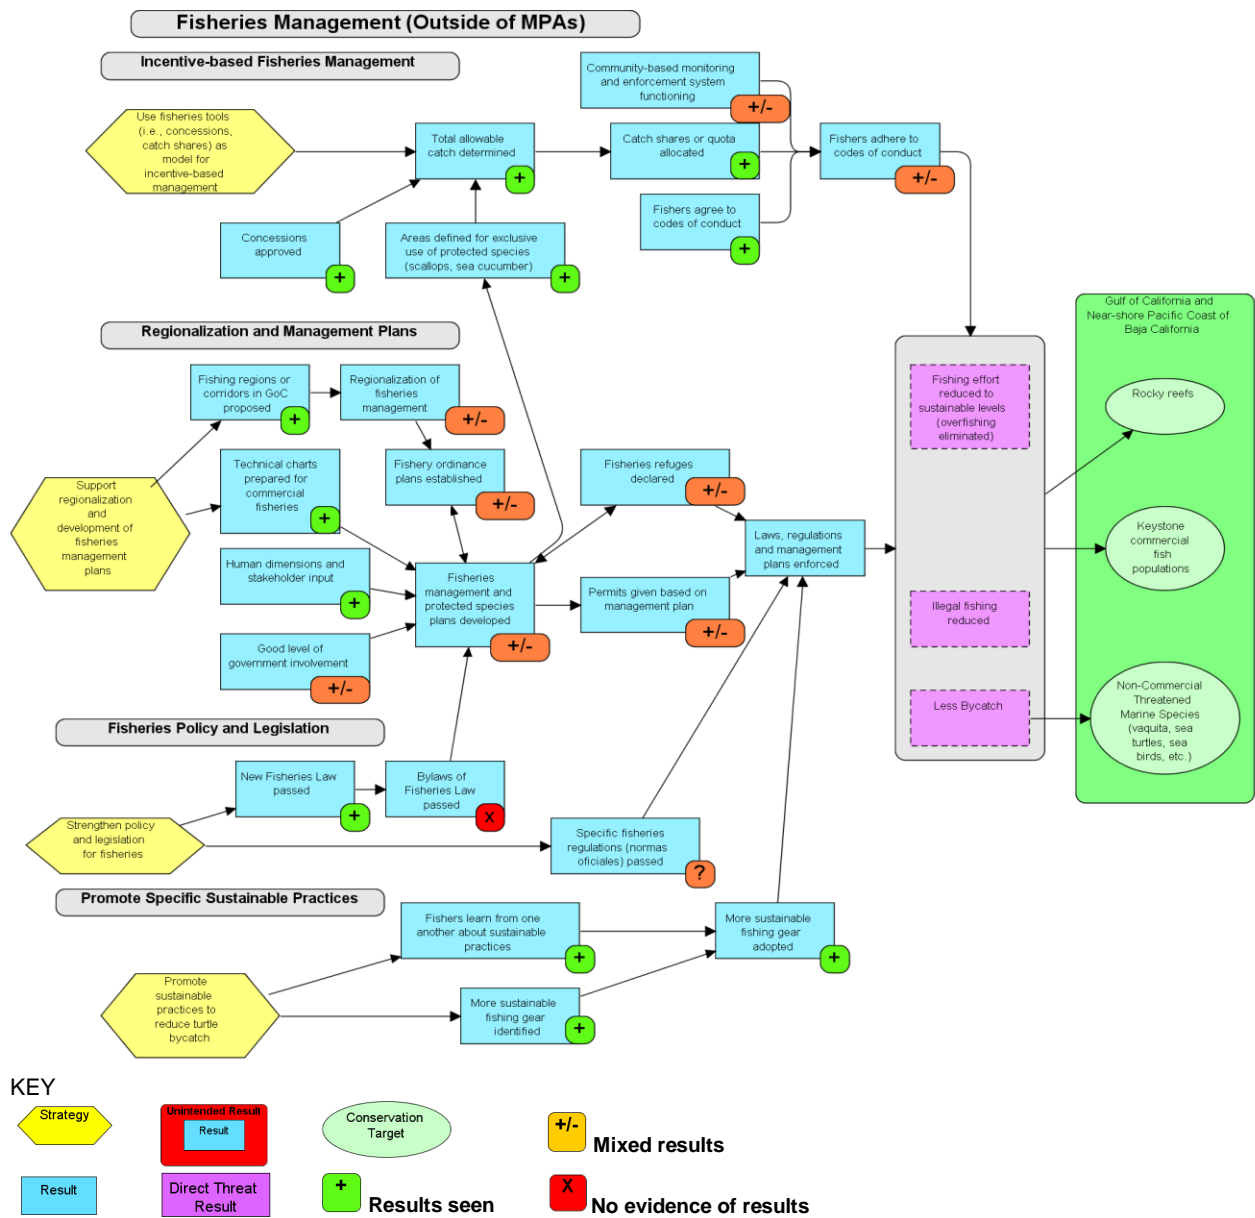 Fisheries Management (Outside of MPAs)
Incentive-based Fisheries Management
Use fisheries tools
(i.e., concessions,
catch shares) as
model for
incentive-based
management
Total allowable
catch determined
+
Concessions
approved
+
Areas defined for exclusive
use of protected species
(scallops, sea cucumber)
+
Community-based monitoring
and enforcement system
functioning
+/-
Catch shares or quota
allocated
+
Fishers agree to
codes of conduct
+
Fishers adhere to
codes of conduct
+/-
Regionalization and Management Plans
Support
regionalization
and
development of
fisheries
management
plans
Fishing regions or
corridors in GoC
proposed
+
Regionalization of
fisheries
management
+/-
Technical charts
prepared for
commercial
fisheries
+
Fishery ordinance
plans established
+/-
Human dimensions and
stakeholder input
+
Good level of
government involvement
+/-
Fisheries
management and
protected species
plans developed
+/-
Fisheries refuges
declared
+/-
Permits given based on
management plan
+/-
Laws, regulations
and management
plans enforced
Fishing effort
reduced to
sustainable levels
(overfishing
eliminated)
Illegal fishing
reduced
Less Bycatch
Gulf of California and
Near-shore Pacific Coast of
Baja California
Rocky reefs
Keystone
commercial
fish
populations
Non-Commercial
Threatened
Marine Species
(vaquita, sea
turtles, sea
birds, etc.)
Fisheries Policy and Legislation
Strengthen policy
and legislation
for fisheries
New Fisheries Law
passed
+
Bylaws of
Fisheries Law
passed
X
Specific fisheries
regulations (normas
oficiales) passed
?
Promote Specific Sustainable Practices
Promote
sustainable
practices to
reduce turtle
bycatch
Fishers learn from one
another about sustainable
practices
+
More sustainable
fishing gear
identified
+
More sustainable
fishing gear
adopted
+
KEY
Strategy
Unintended Result
Result
Conservation
Target
+/-
Mixed results
Result
Direct Threat
Result
+
Results seen
X
No evidence of results